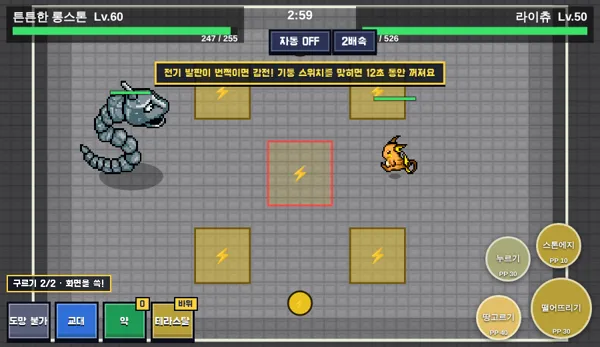 튼튼한 롱스톤 Lv.60
2:59
라이츄 Lv.50
247 / 255
자동 OFF
2배속
/ 526
전기 발판이 번쩍이면 감전! 기둥 스위치를 맞히면 12초 동안 꺼져요
누르기
PP 30
스톤에지
PP 10
땅고르기
PP 40
떨어뜨리기
PP 30
구르기 2/2 · 화면을 쓱!
도망 불가
교대
0
약
바위
테라스탈